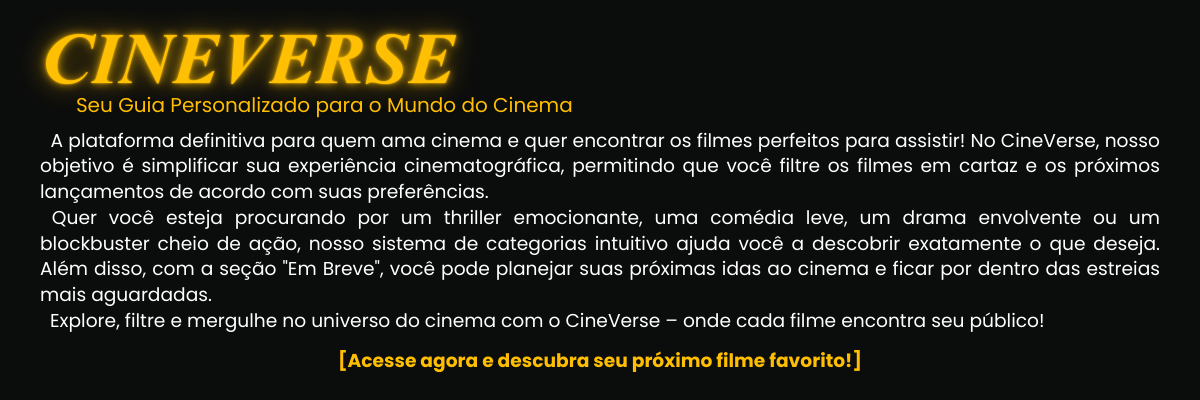 CINEVERSE
Seu Guia Personalizado para o Mundo do Cinema
A plataforma definitiva para quem ama cinema e quer encontrar os filmes perfeitos para assistir! No CineVerse, nosso
objetivo é simplificar sua experiência cinematográfica, permitindo que você filtre os filmes em cartaz e os próximos
lançamentos de acordo com suas preferências.
Quer você esteja procurando por um thriller emocionante, uma comédia leve, um drama envolvente ou um
blockbuster cheio de ação, nosso sistema de categorias intuitivo ajuda você a descobrir exatamente o que deseja.
Além disso, com a seção "Em Breve", você pode planejar suas próximas idas ao cinema e ficar por dentro das estreias
mais aguardadas.
Explore, filtre e mergulhe no universo do cinema com o CineVerse – onde cada filme encontra seu público!
[Acesse agora e descubra seu próximo filme favorito!]